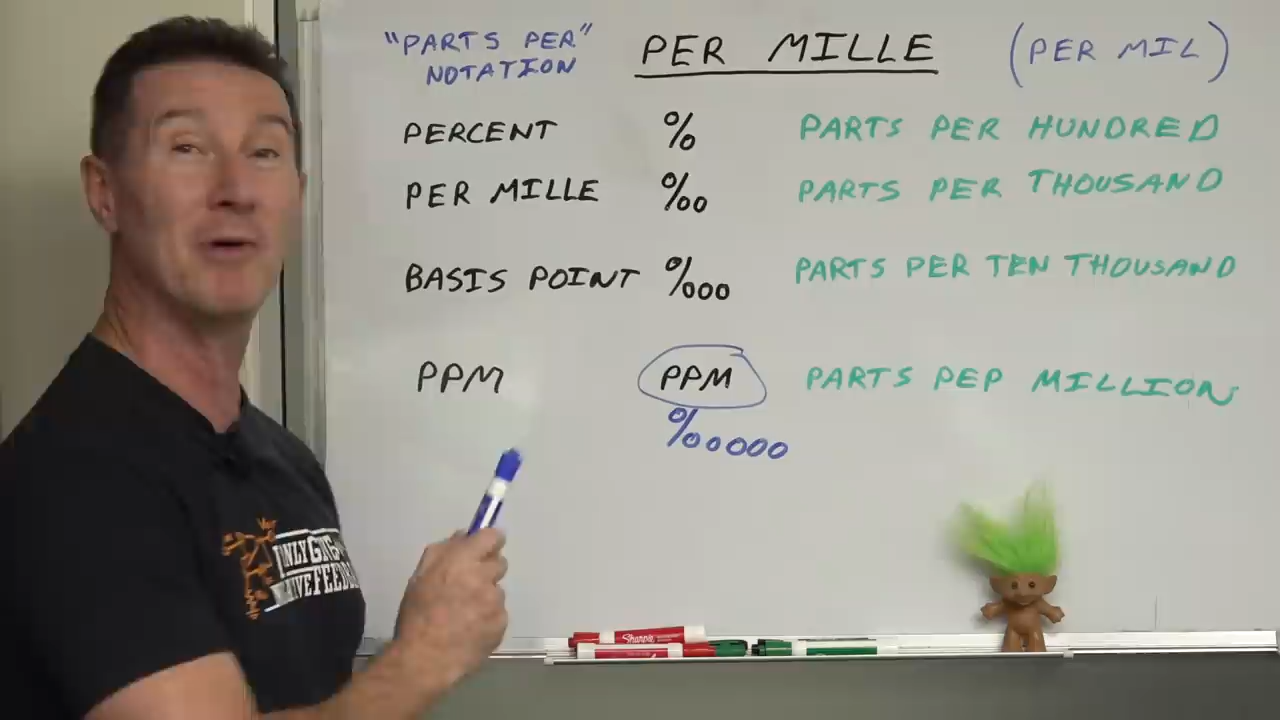 "PARTS PER" PER MILLE (PER MIL)
NOTATION
PERCENT % PARTS PER HUNDRED
PER MILLE ‰ PARTS PER THOUSAND
BASIS POINT ‱ PARTS PER TEN THOUSAND
PPM PPM PARTS PEP MILLION
%0000
Sharpie